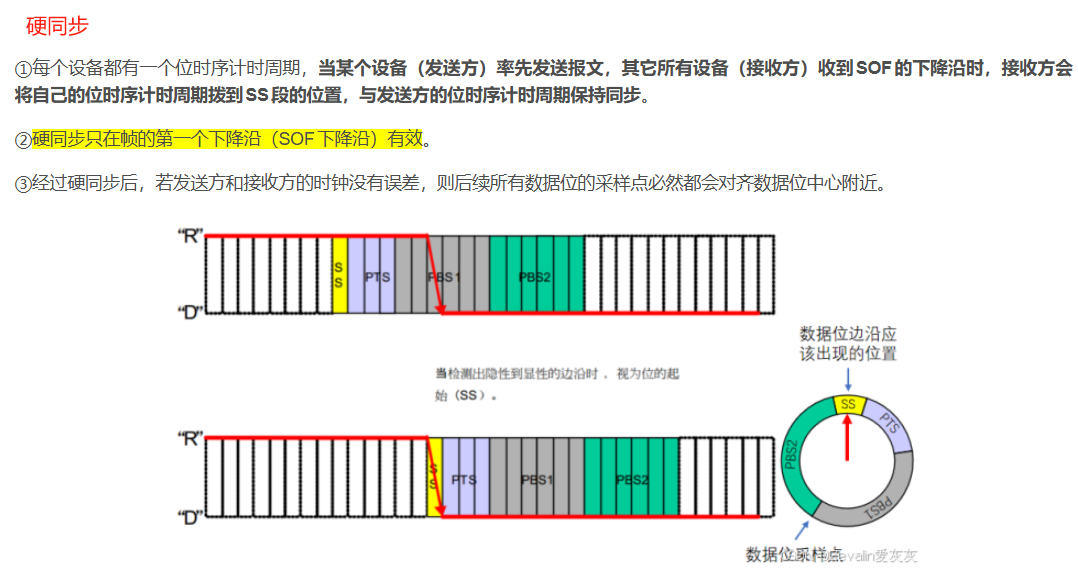 硬同步
①每个设备都有一个位时序计时周期，当某个设备（发送方）率先发送报文，其它所有设备（接收方）收到SOF的下降沿时，接收方会
将自己的位时序计时周期拨到SS段的位置，与发送方的位时序计时周期保持同步。
②硬同步只在帧的第一个下降沿（SOF下降沿）有效。
③经过硬同步后，若发送方和接收方的时钟没有误差，则后续所有数据位的采样点必然都会对齐数据位中心附近。
“R”
S
S
PTS
PBS1
PBS2
“D”
当检测出隐性到显性的边沿时，视为位的起
始（SS）。
“R”
S
S
PTS
PBS1
PBS2
“D”
数据位边沿应
该出现的位置
SS
PTS
PBS1
PBS2
数据位采样点
爱灰灰